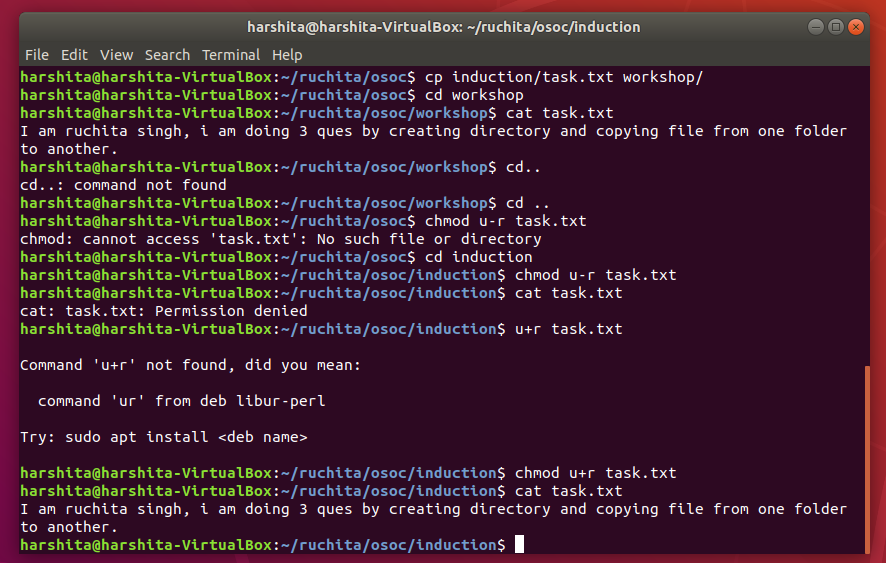 harshita@harshita-VirtualBox: ~/ruchita/osoc/induction
File Edit View Search Terminal Help
harshita@harshita-VirtualBox:~/ruchita/osoc$ cp induction/task.txt workshop/
harshita@harshita-VirtualBox:~/ruchita/osoc$ cd workshop
harshita@harshita-VirtualBox:~/ruchita/osoc/workshop$ cat task.txt
I am ruchita singh, i am doing 3 ques by creating directory and copying file from one folder
to another.
harshita@harshita-VirtualBox:~/ruchita/osoc/workshop$ cd..
cd..: command not found
harshita@harshita-VirtualBox:~/ruchita/osoc/workshop$ cd ..
harshita@harshita-VirtualBox:~/ruchita/osoc$ chmod u-r task.txt
chmod: cannot access 'task.txt': No such file or directory
harshita@harshita-VirtualBox:~/ruchita/osoc$ cd induction
harshita@harshita-VirtualBox:~/ruchita/osoc/induction$ chmod u-r task.txt
harshita@harshita-VirtualBox:~/ruchita/osoc/induction$ cat task.txt
cat: task.txt: Permission denied
harshita@harshita-VirtualBox:~/ruchita/osoc/induction$ u+r task.txt
Command 'u+r' not found, did you mean:
command 'ur' from deb libur-perl
Try: sudo apt install <deb name>
harshita@harshita-VirtualBox:~/ruchita/osoc/induction$ chmod u+r task.txt
harshita@harshita-VirtualBox:~/ruchita/osoc/induction$ cat task.txt
I am ruchita singh, i am doing 3 ques by creating directory and copying file from one folder
to another.
harshita@harshita-VirtualBox:~/ruchita/osoc/induction$